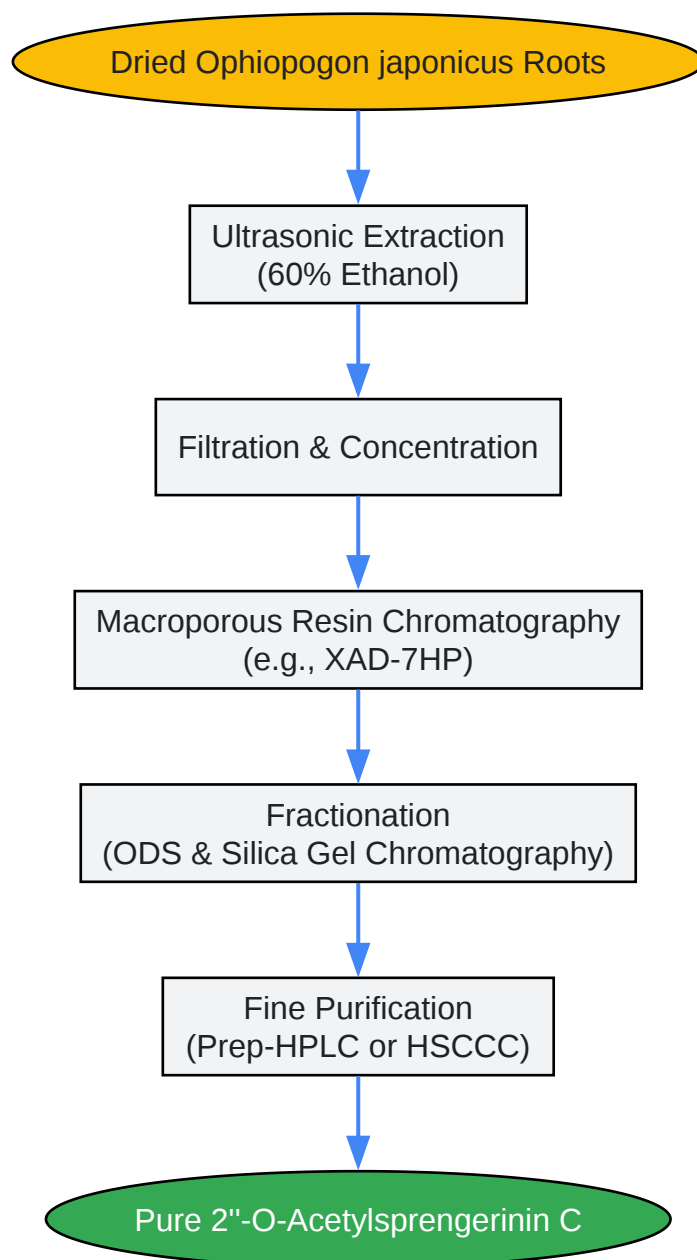 Dried Ophiopogon japonicus Roots
Ultrasonic Extraction
(60% Ethanol)
Filtration & Concentration
Macroporous Resin Chromatography
(e.g., XAD-7HP)
Fractionation
(ODS & Silica Gel Chromatography)
Fine Purification
(Prep-HPLC or HSCCC)
Pure 2''-O-Acetylsprengerinin C